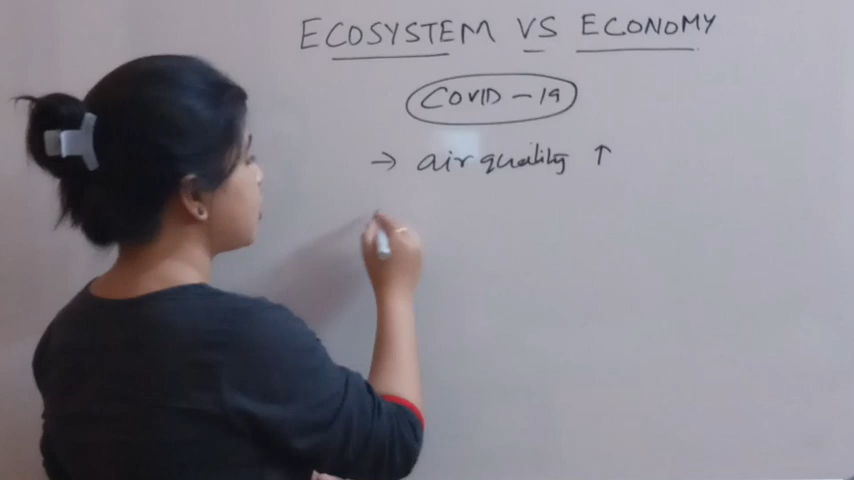 ECOSYSTEM VS ECONOMY
COVID-19
→ air quality ↑